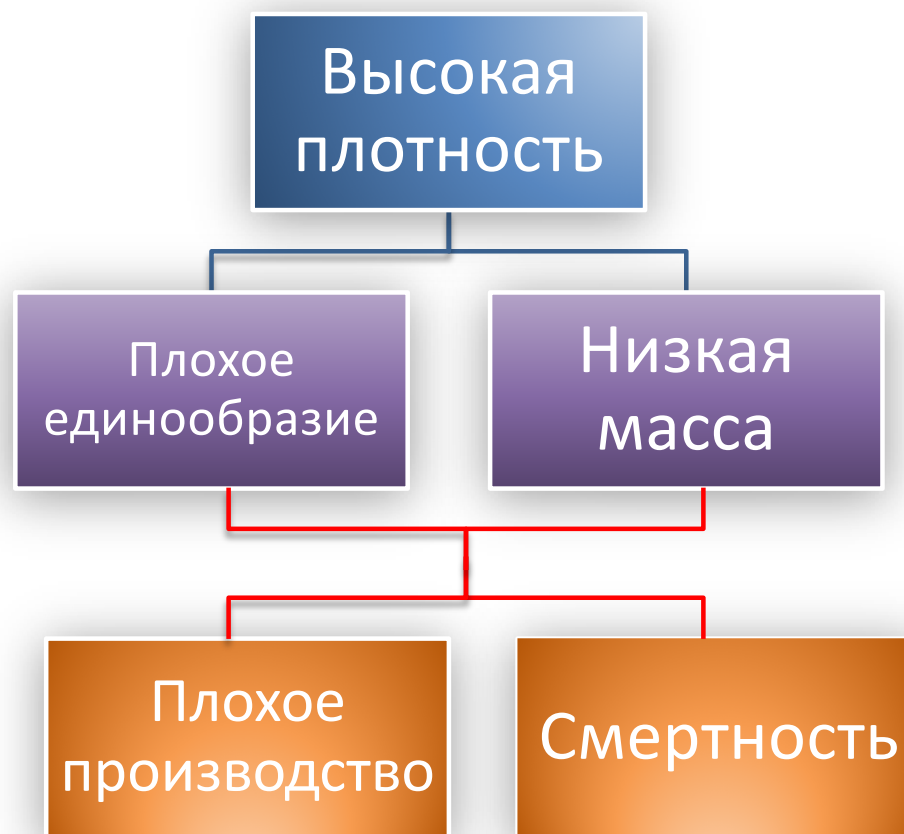 Высокая
плотность
Плохое
единообразие
Низкая
масса
Плохое
производство
Смертность